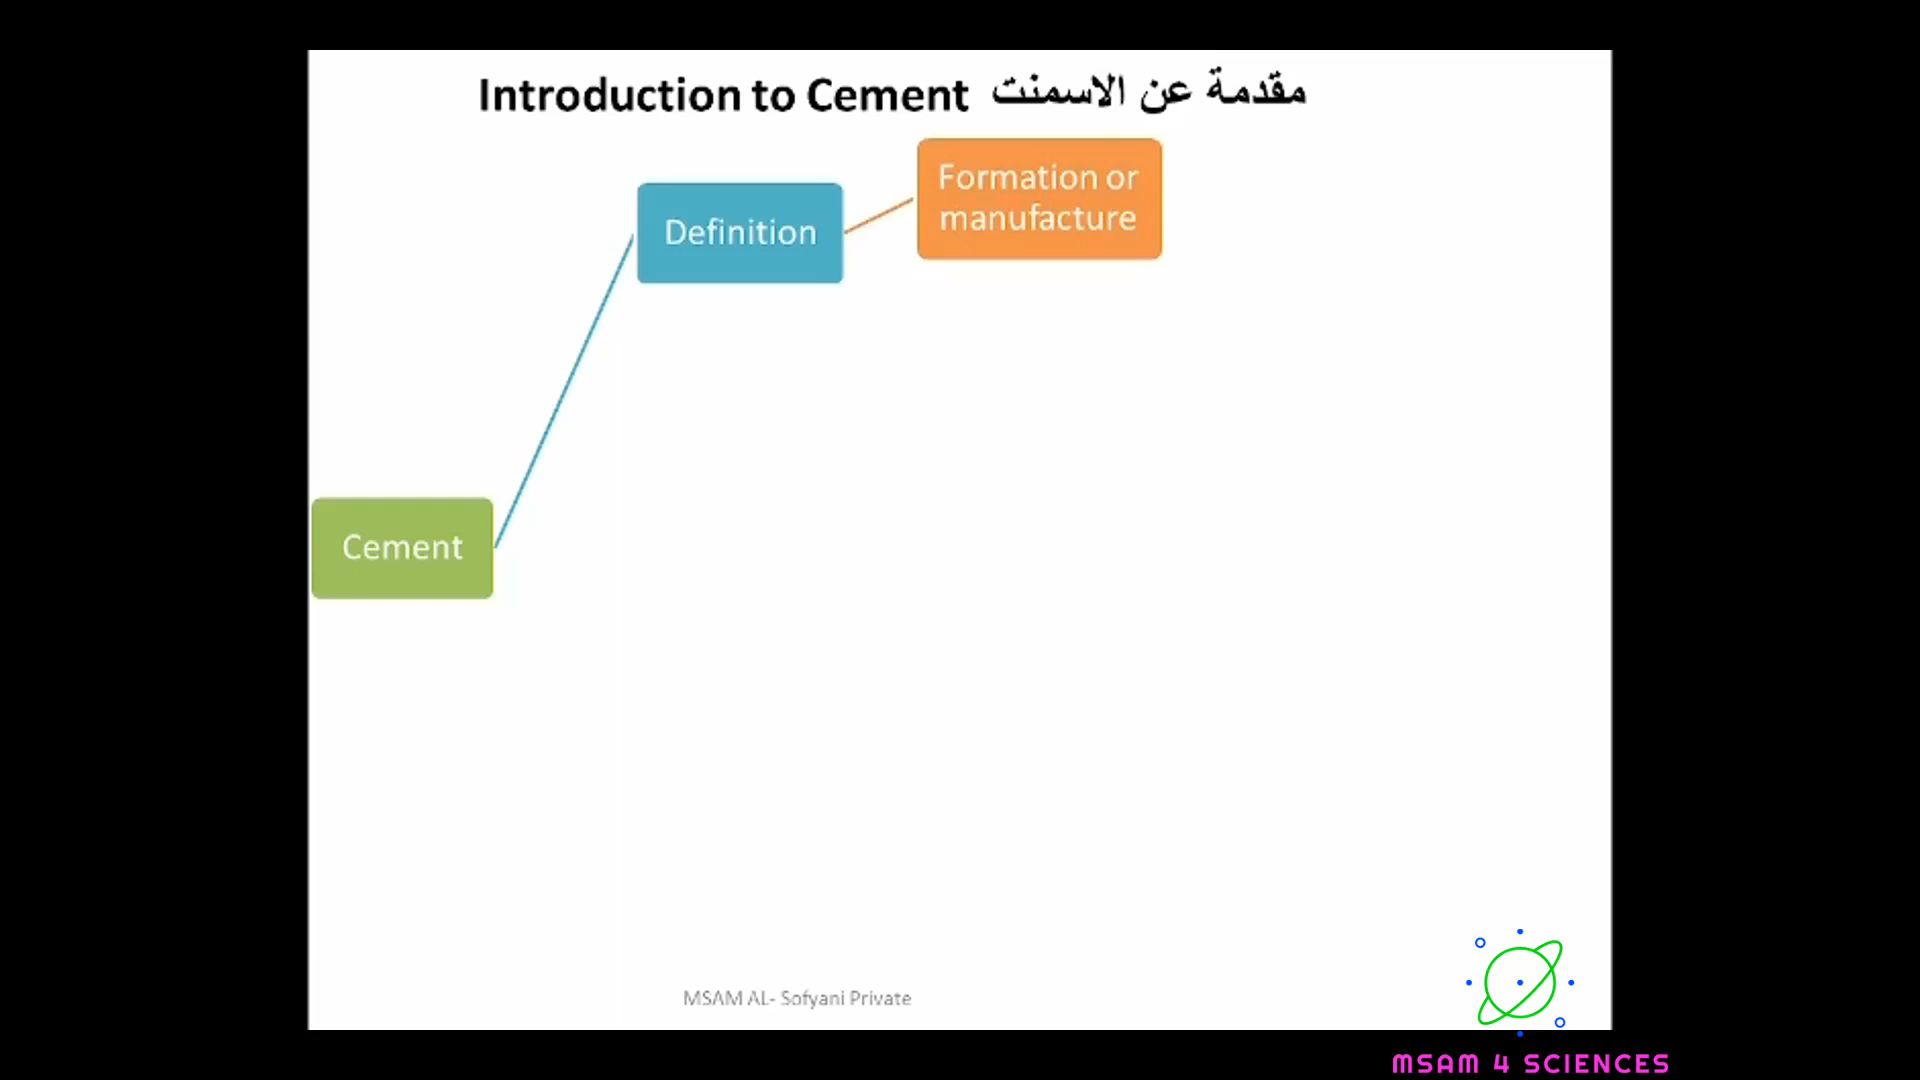 Introduction to Cement مقدمة عن الاسمنت
Formation or
manufacture
Definition
Cement
MSAM AL- Sofyani Private
MSAM 4 SCIENCES